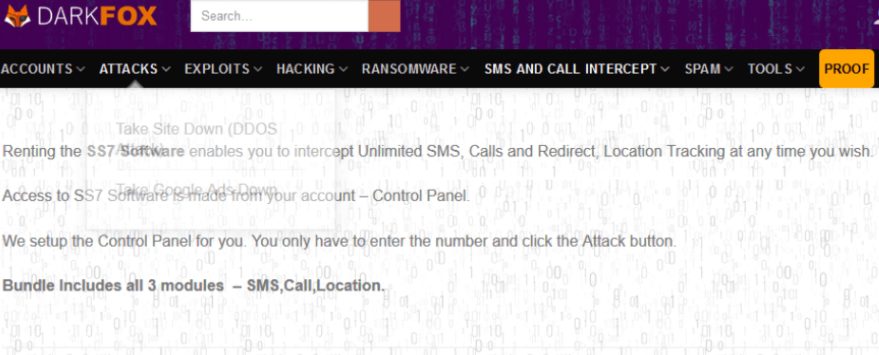 DARKFOX
Search...
ACCOUNTS ATTACKS EXPLOITS HACKING RANSOMWARE SMS AND CALL INTERCEPT SPAM TOOLS PROOF
Take Site Down (DDOS
Renting the SS7 Software enables you to intercept Unlimited SMS, Calls and Redirect, Location Tracking at any time you wish.
Take Google Ads Down
Access to SS7 Software is made from your account – Control Panel.
We setup the Control Panel for you. You only have to enter the number and click the Attack button.
Bundle Includes all 3 modules – SMS,Call,Location.